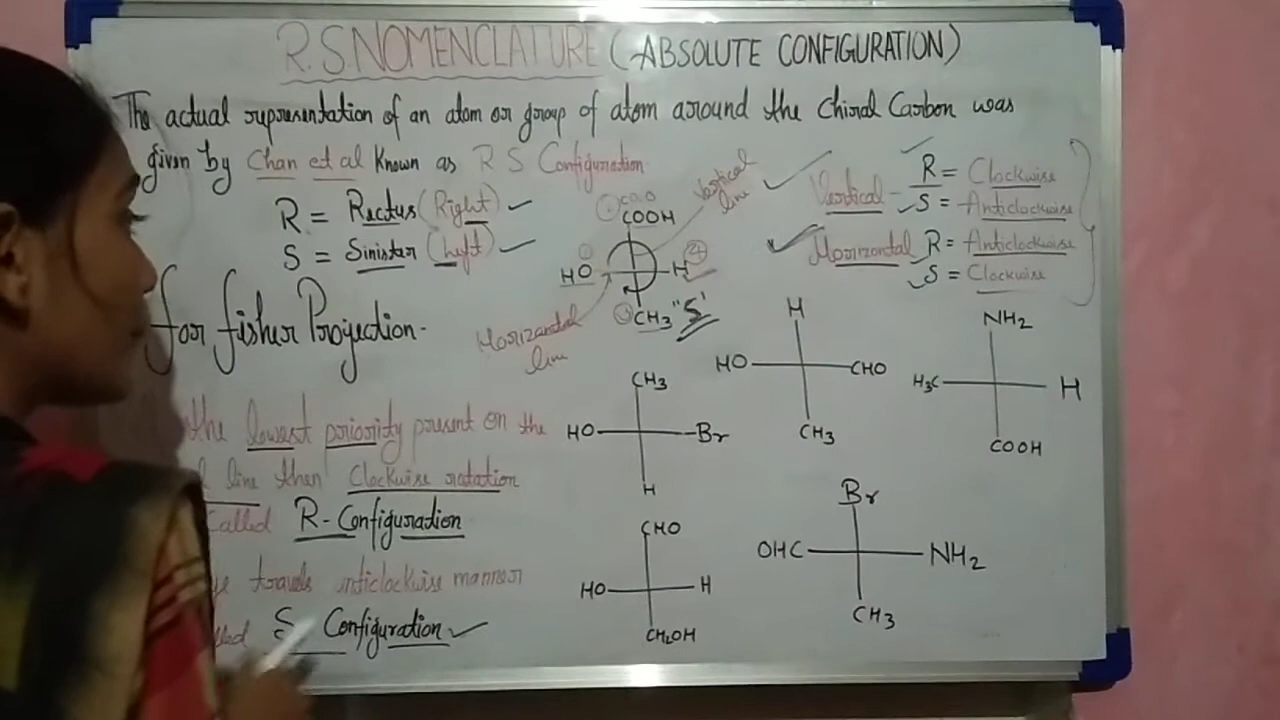 R.S.NOMENCLATURE (ABSOLUTE CONFIGURATION)
The actual representation of an atom or group of atom around the Chiral Carbon was
given by Chan et al Known as R S Configuration
R = Rectus (Right)
S = Sinister (Left)
For Fisher Projection.
the lowest priority present on the
line then Clockwise rotation
Called R-Configuration
travels anticlockwise manner
S Configuration
COOH
HO
H
CH3 "S"
Vertical line
Horizontal line
Vertical - R = Clockwise
S = Anticlockwise
Horizontal R = Anticlockwise
S = Clockwise
CH3
HO
Br
H
H
HO
CHO
CH3
NH2
H3C
H
COOH
CHO
HO
H
CH2OH
Br
OHC
NH2
CH3